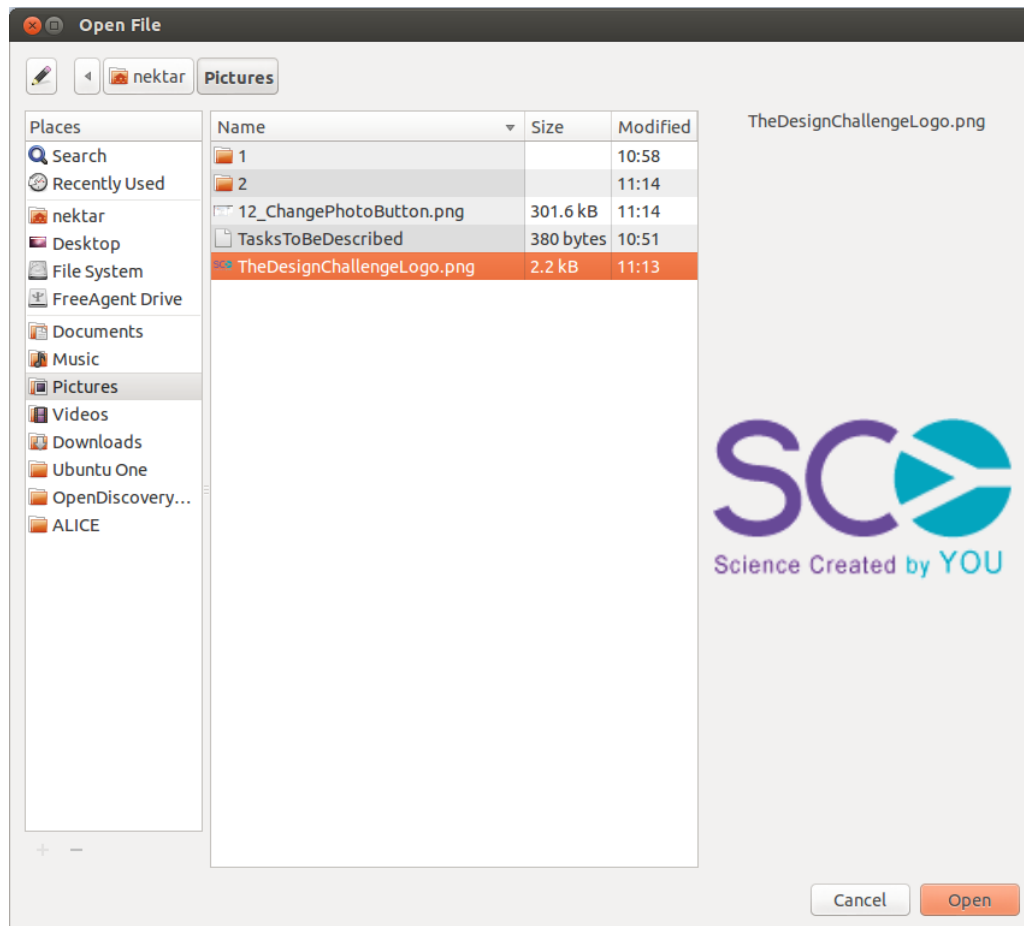 Open File
nektar Pictures
Places
Search
Recently Used
nektar
Desktop
File System
FreeAgent Drive
Documents
Music
Pictures
Videos
Downloads
Ubuntu One
OpenDiscovery...
ALICE
Name Size Modified
1 10:58
2 11:14
12_ChangePhotoButton.png 301.6 kB 11:14
TasksToBeDescribed 380 bytes 10:51
TheDesignChallengeLogo.png 2.2 kB 11:13
TheDesignChallengeLogo.png
SC
Science Created by YOU
Cancel Open